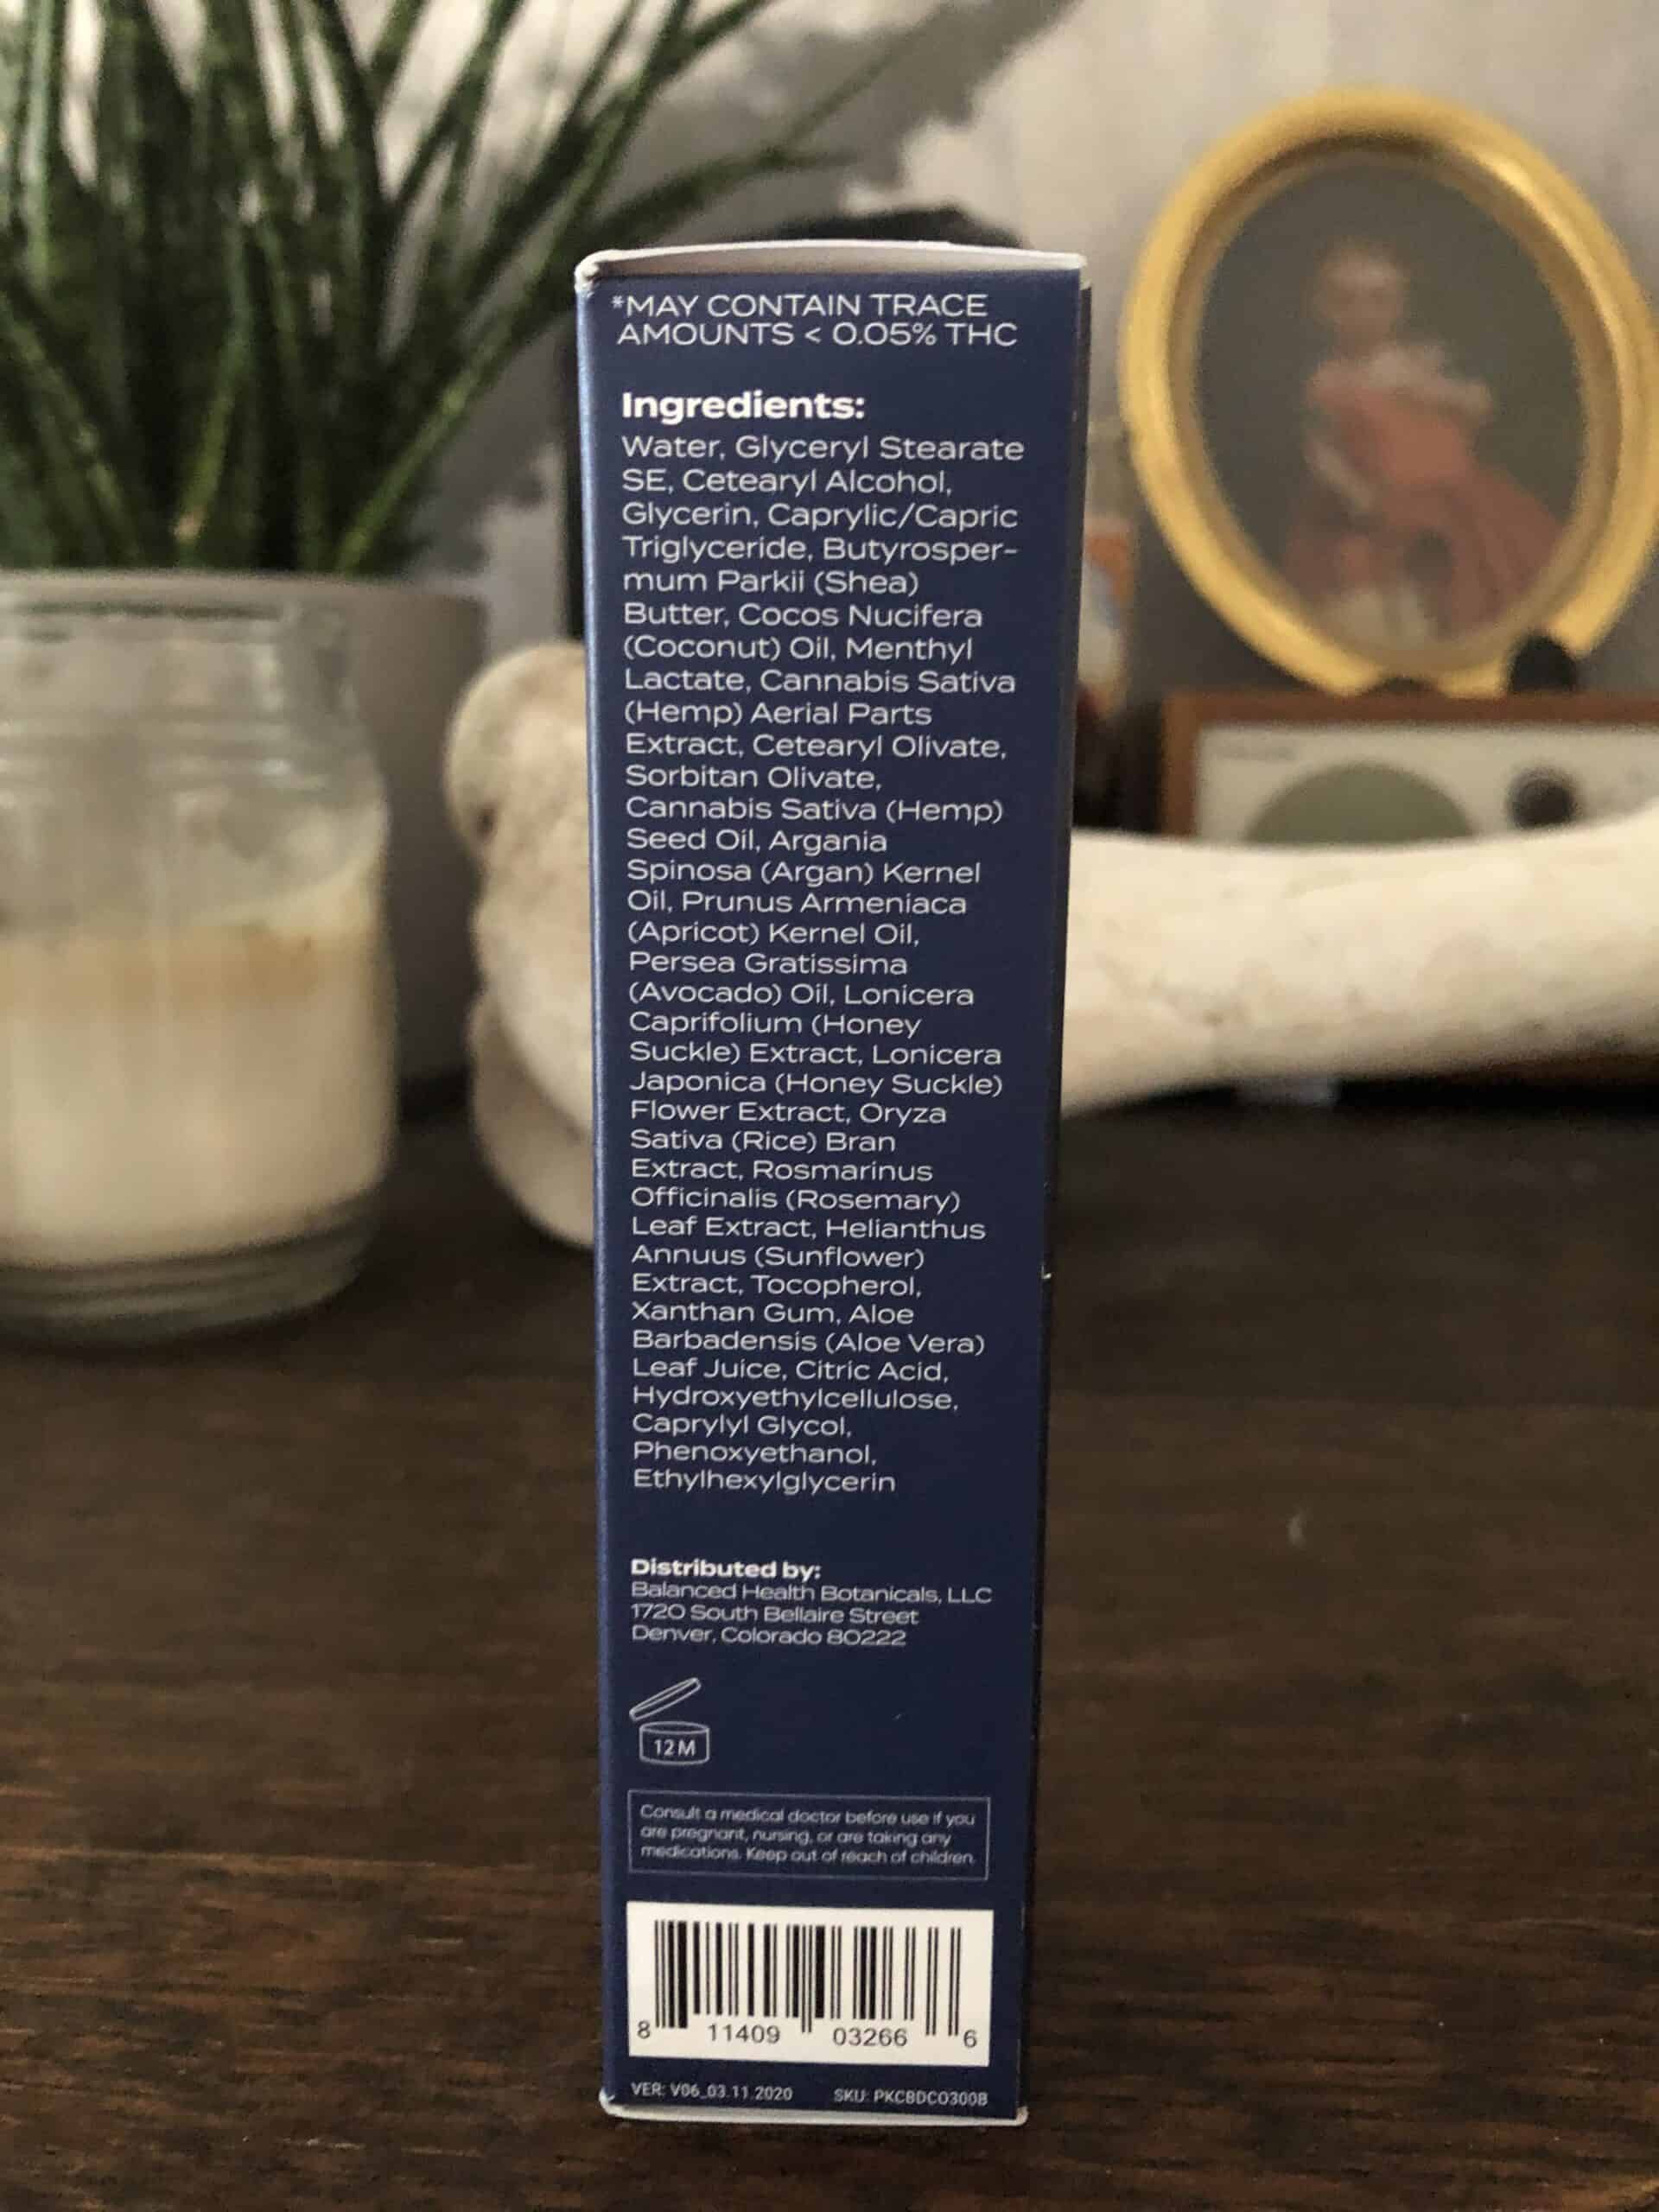 *MAY CONTAIN TRACE
AMOUNTS < 0.05% THC
Ingredients:
Water, Glyceryl Stearate
SE, Cetearyl Alcohol,
Glycerin, Caprylic/Capric
Triglyceride, Butyrosper-
mum Parkii (Shea)
Butter, Cocos Nucifera
(Coconut) Oil, Menthyl
Lactate, Cannabis Sativa
(Hemp) Aerial Parts
Extract, Cetearyl Olivate,
Sorbitan Olivate,
Cannabis Sativa (Hemp)
Seed Oil, Argania
Spinosa (Argan) Kernel
Oil, Prunus Armeniaca
(Apricot) Kernel Oil,
Persea Gratissima
(Avocado) Oil, Lonicera
Caprifolium (Honey
Suckle) Extract, Lonicera
Japonica (Honey Suckle)
Flower Extract, Oryza
Sativa (Rice) Bran
Extract, Rosmarinus
Officinalis (Rosemary)
Leaf Extract, Helianthus
Annuus (Sunflower)
Extract, Tocopherol,
Xanthan Gum, Aloe
Barbadensis (Aloe Vera)
Leaf Juice, Citric Acid,
Hydroxyethylcellulose,
Caprylyl Glycol,
Phenoxyethanol,
Ethylhexylglycerin
Distributed by:
Balanced Health Botanicals, LLC
1720 South Bellaire Street
Denver, Colorado 80222
12M
Consult a medical doctor before use if you
are pregnant, nursing, or are taking any
medications. Keep out of reach of children.
8 11409 03266 6
VER: V06_03.11.2020 SKU: PKCBDCO300B